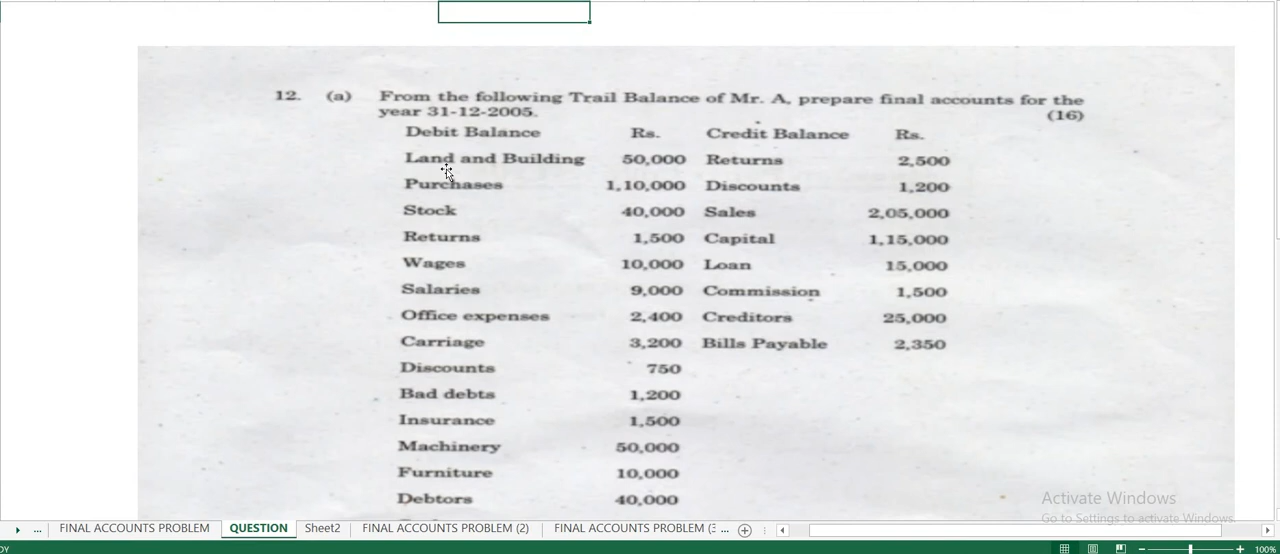 12. (a) From the following Trail Balance of Mr. A, prepare final accounts for the
year 31-12-2005. (16)
Debit Balance Rs. Credit Balance Rs.
Land and Building 50,000 Returns 2,500
Purchases 1,10,000 Discounts 1,200
Stock 40,000 Sales 2,05,000
Returns 1,500 Capital 1,15,000
Wages 10,000 Loan 15,000
Salaries 9,000 Commission 1,500
Office expenses 2,400 Creditors 25,000
Carriage 3,200 Bills Payable 2,350
Discounts 750
Bad debts 1,200
Insurance 1,500
Machinery 50,000
Furniture 10,000
Debtors 40,000
Activate Windows
Go to Settings to activate Windows.
... FINAL ACCOUNTS PROBLEM QUESTION Sheet2 FINAL ACCOUNTS PROBLEM (2) FINAL ACCOUNTS PROBLEM (3 ...
DY 100%